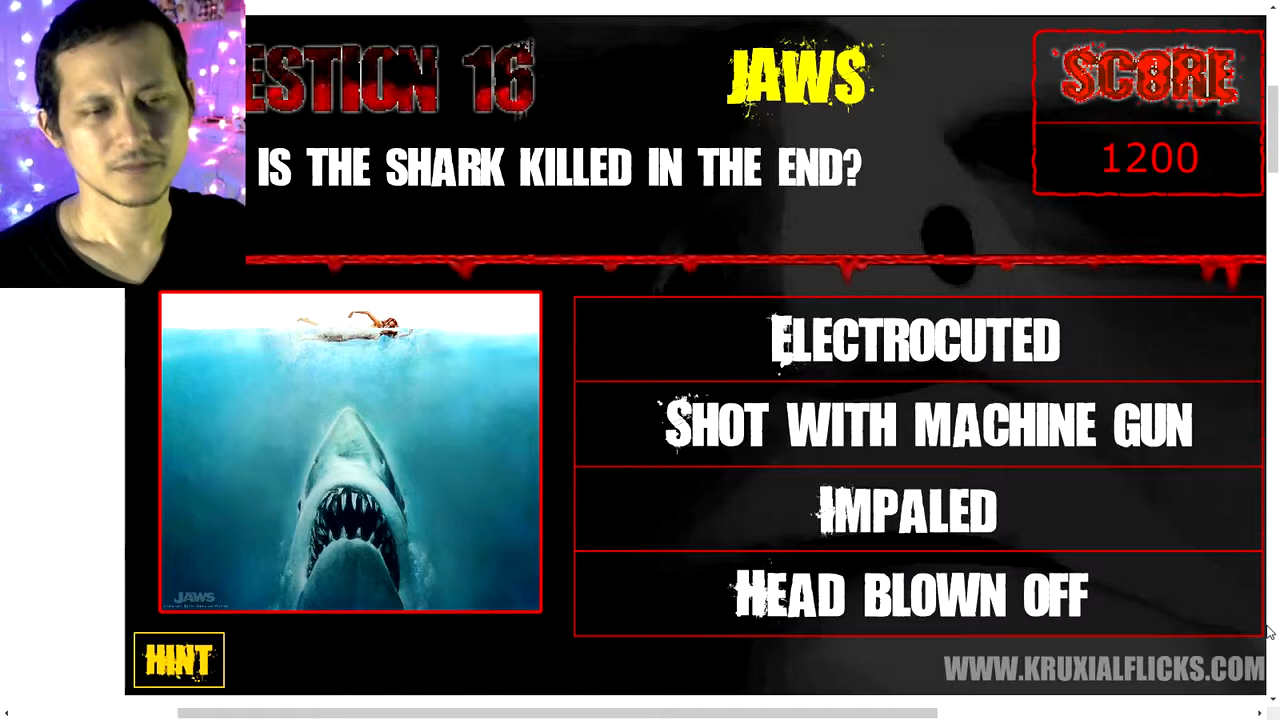 ESTION 16
JAWS
SCORE
1200
IS THE SHARK KILLED IN THE END?
ELECTROCUTED
SHOT WITH MACHINE GUN
IMPALED
HEAD BLOWN OFF
JAWS
HINT
WWW.KRUXIALFLICKS.COM